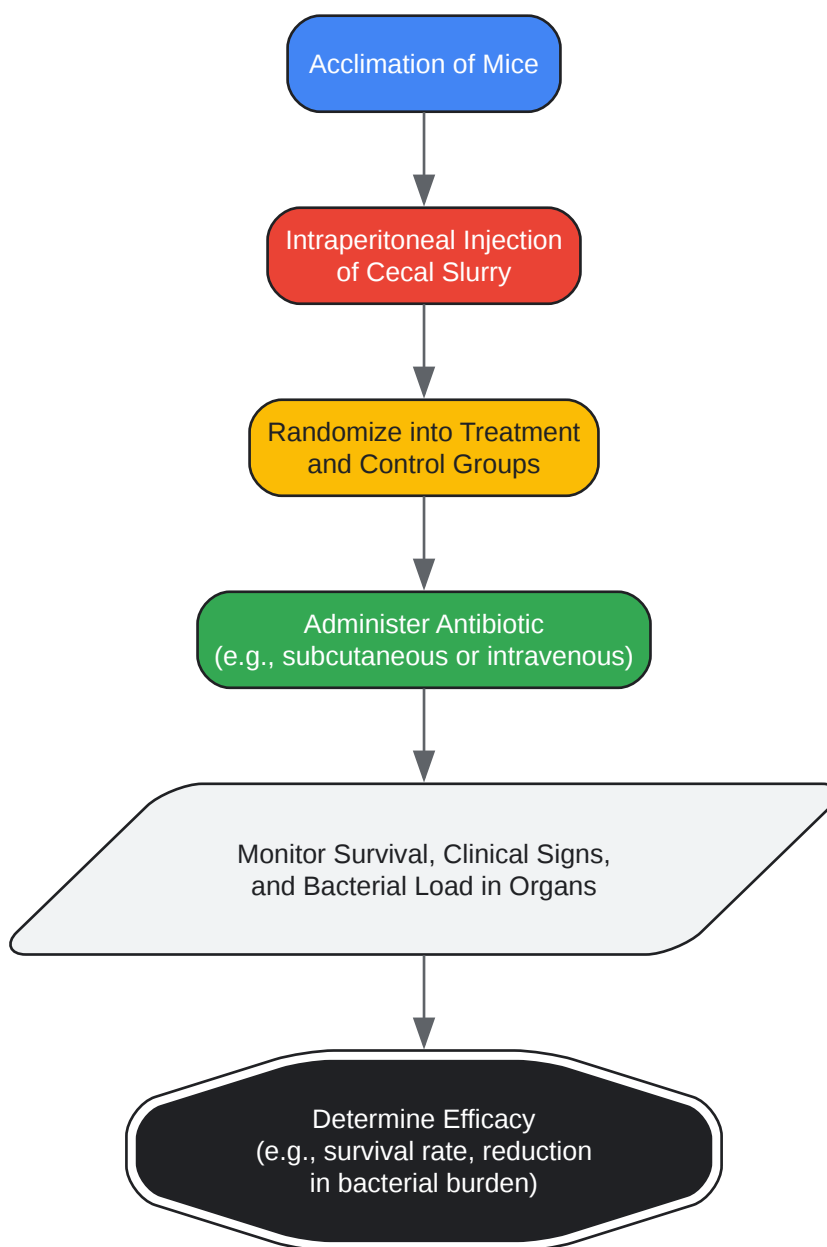 Acclimation of Mice
Intraperitoneal Injection
of Cecal Slurry
Randomize into Treatment
and Control Groups
Administer Antibiotic
(e.g., subcutaneous or intravenous)
Monitor Survival, Clinical Signs,
and Bacterial Load in Organs
Determine Efficacy
(e.g., survival rate, reduction
in bacterial burden)